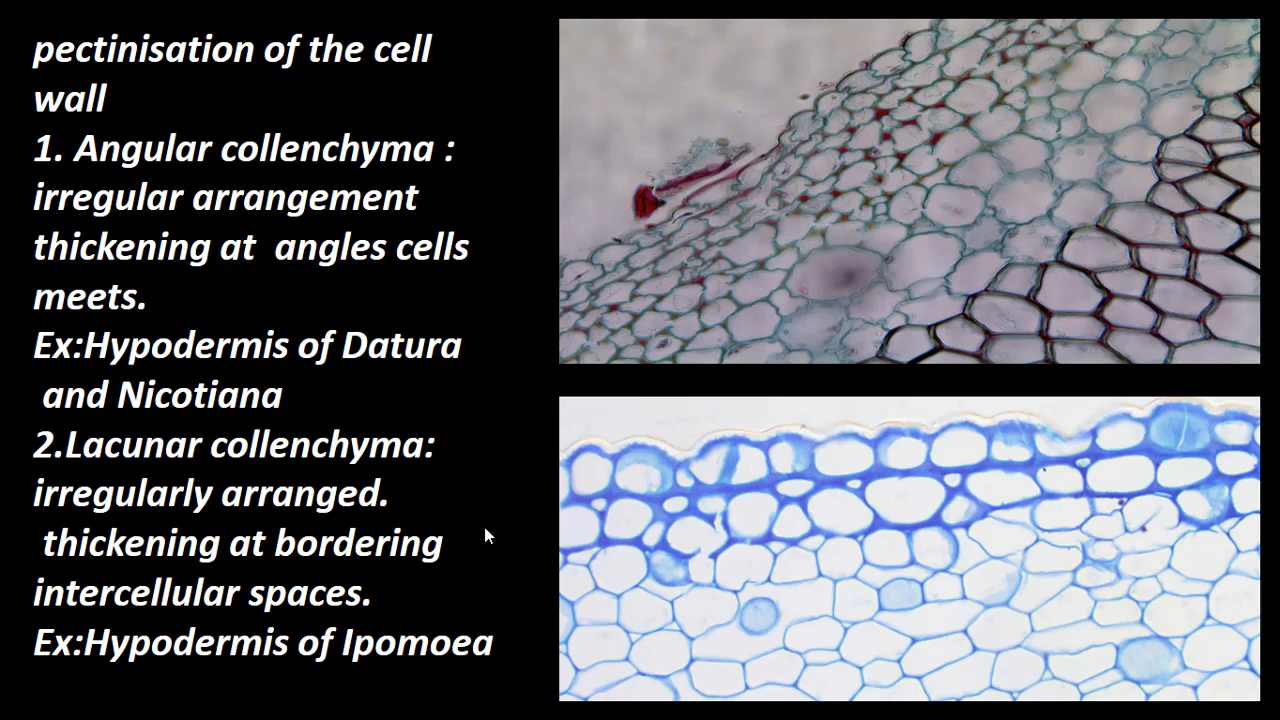 pectinisation of the cell
wall
1. Angular collenchyma :
irregular arrangement
thickening at  angles cells
meets.
Ex:Hypodermis of Datura
and Nicotiana
2.Lacunar collenchyma:
irregularly arranged.
thickening at bordering
intercellular spaces.
Ex:Hypodermis of Ipomoea